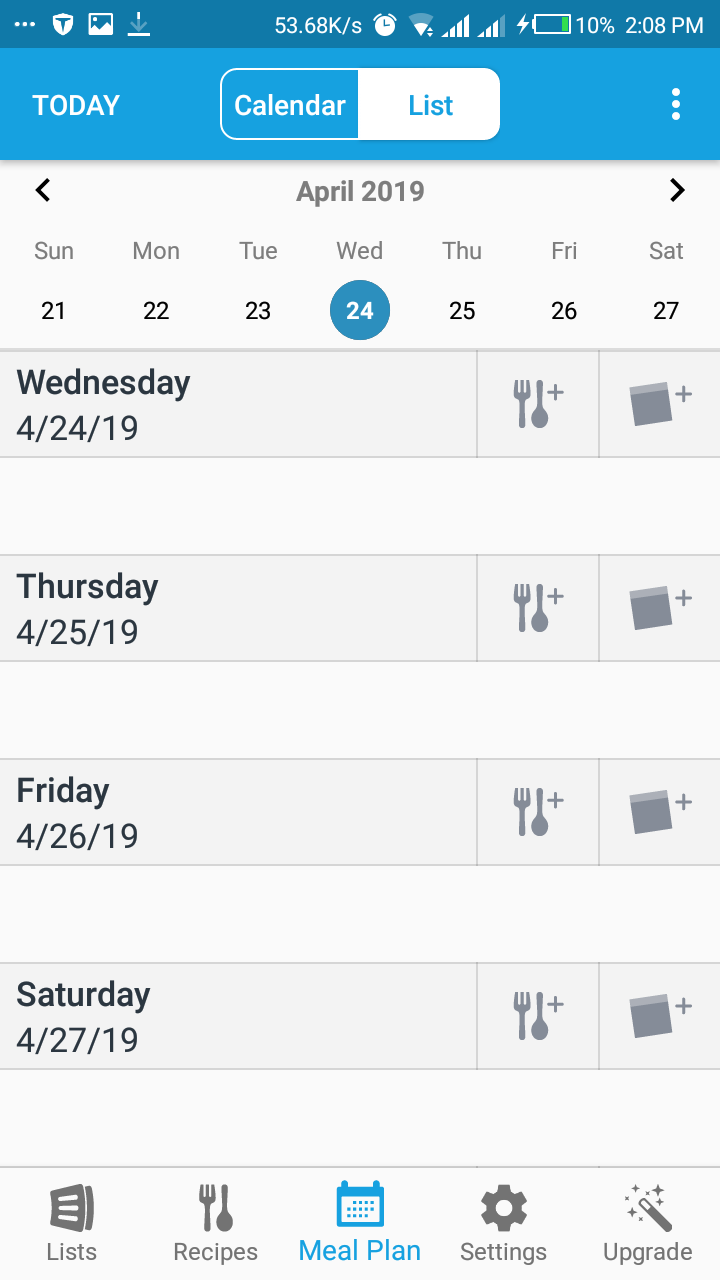 53.68K/s 10% 2:08 PM
TODAY Calendar List
April 2019
Sun Mon Tue Wed Thu Fri Sat
21 22 23 24 25 26 27
Wednesday
4/24/19
Thursday
4/25/19
Friday
4/26/19
Saturday
4/27/19
Lists Recipes Meal Plan Settings Upgrade